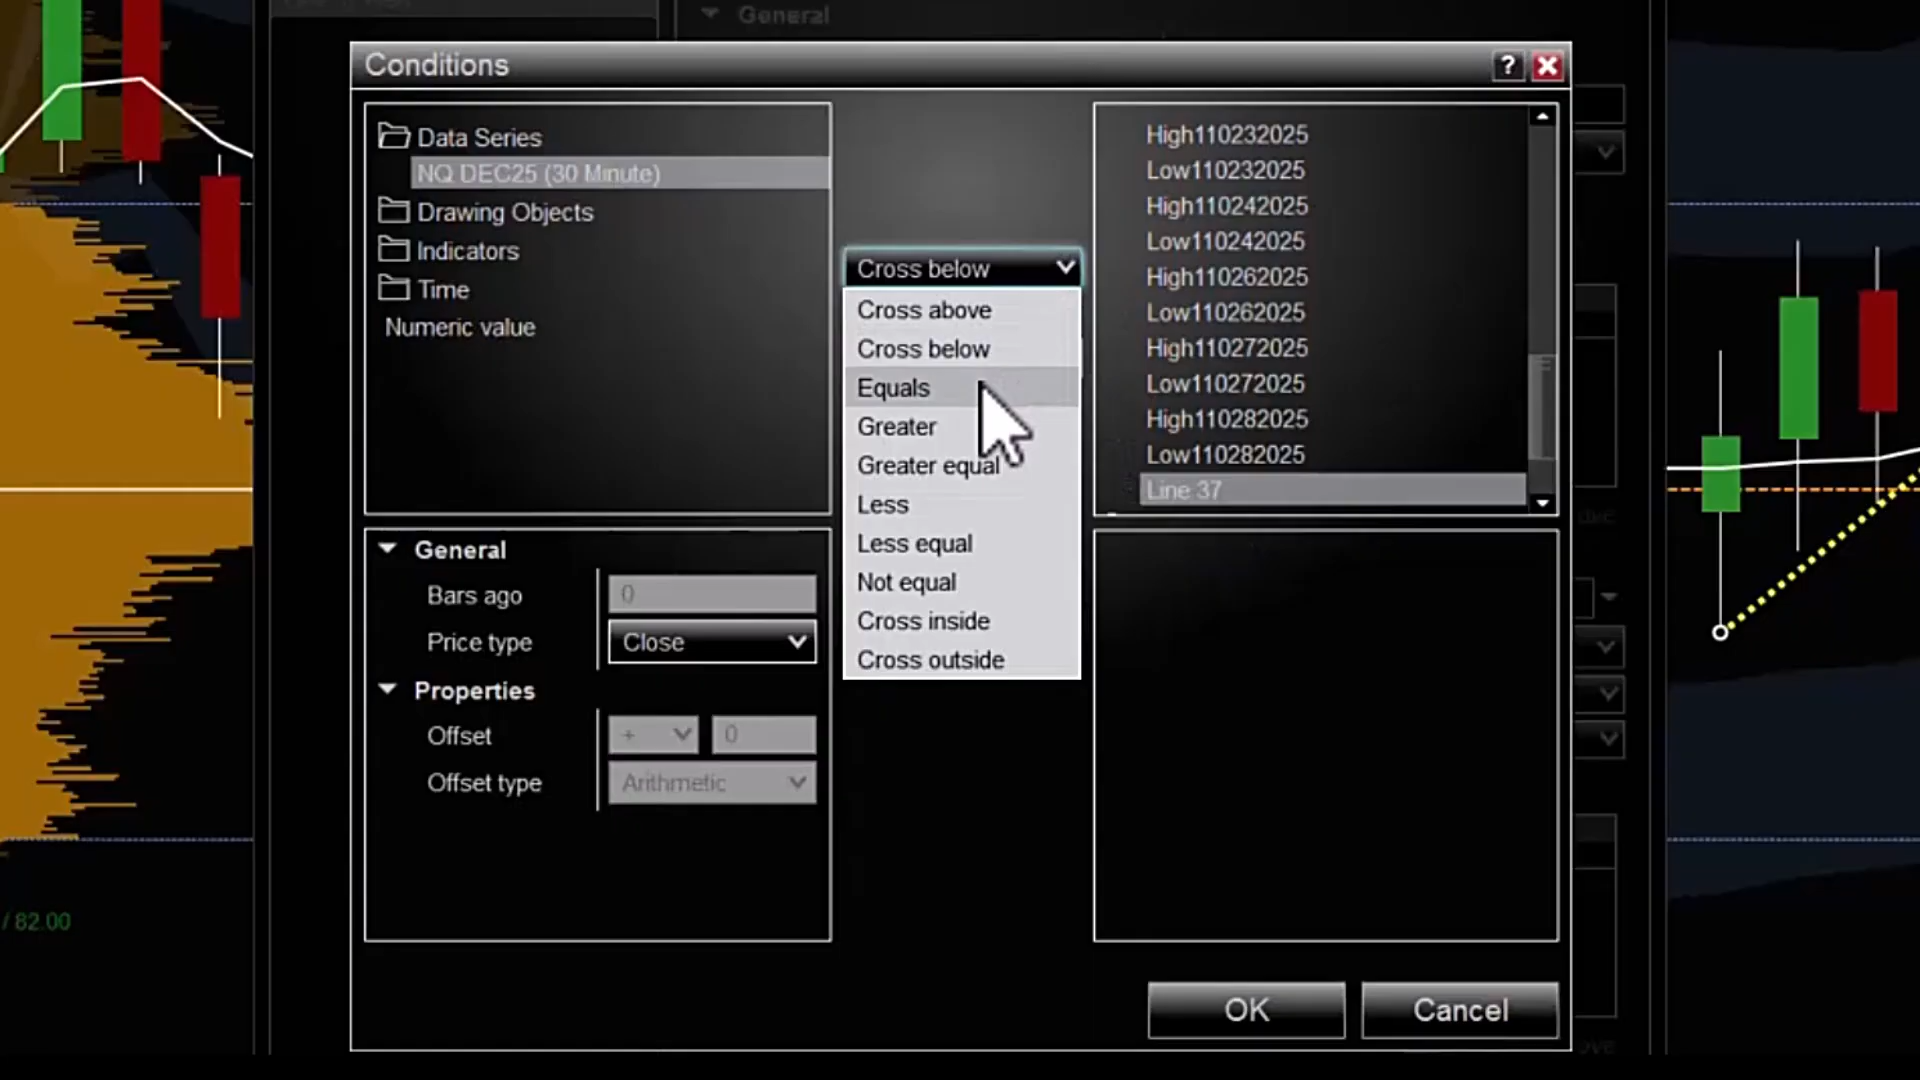 General
Conditions
?
Data Series
NQ DEC25 (30 Minute)
Drawing Objects
Indicators
Time
Numeric value
Cross below
Cross above
Cross below
Equals
Greater
Greater equal
Less
Less equal
Not equal
Cross inside
Cross outside
High110232025
Low110232025
High110242025
Low110242025
High110262025
Low110262025
High110272025
Low110272025
High110282025
Low110282025
Line 37
General
Bars ago 0
Price type Close
Properties
Offset + 0
Offset type Arithmetic
/ 82.00
OK
Cancel